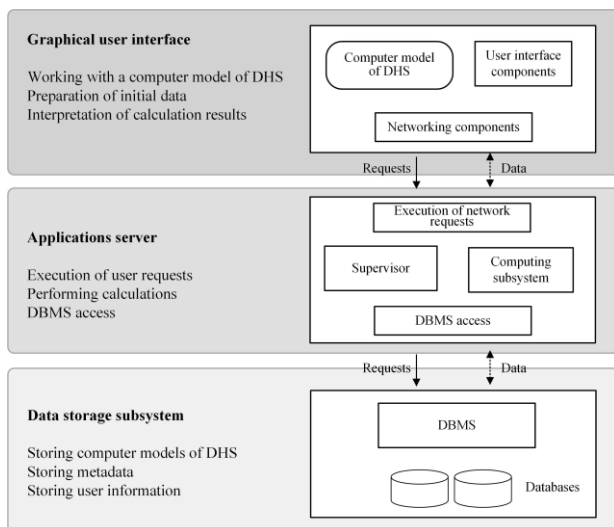 Graphical user interface
Working with a computer model of DHS
Preparation of initial data
Interpretation of calculation results
Computer model
of DHS
User interface
components
Networking components
Requests
Data
Applications server
Execution of user requests
Performing calculations
DBMS access
Execution of network
requests
Supervisor
Computing
subsystem
DBMS access
Requests
Data
Data storage subsystem
Storing computer models of DHS
Storing metadata
Storing user information
DBMS
Databases